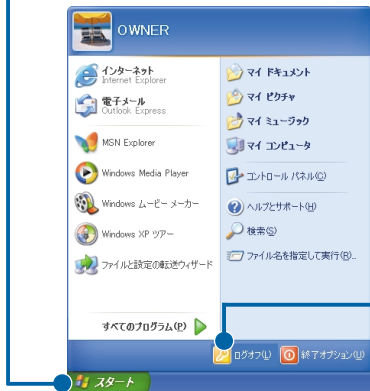 OWNER
インターネット
Internet Explorer
電子メール
Outlook Express
MSN Explorer
Windows Media Player
Windows ムービー メーカー
Windows XP ツアー
ファイルと設定の転送ウィザード
すべてのプログラム(P)
マイ ドキュメント
マイ ピクチャ
マイ ミュージック
マイ コンピュータ
コントロール パネル(C)
ヘルプとサポート(H)
検索(S)
ファイル名を指定して実行(R)...
ログオフ(L) 終了オプション(U)
スタート